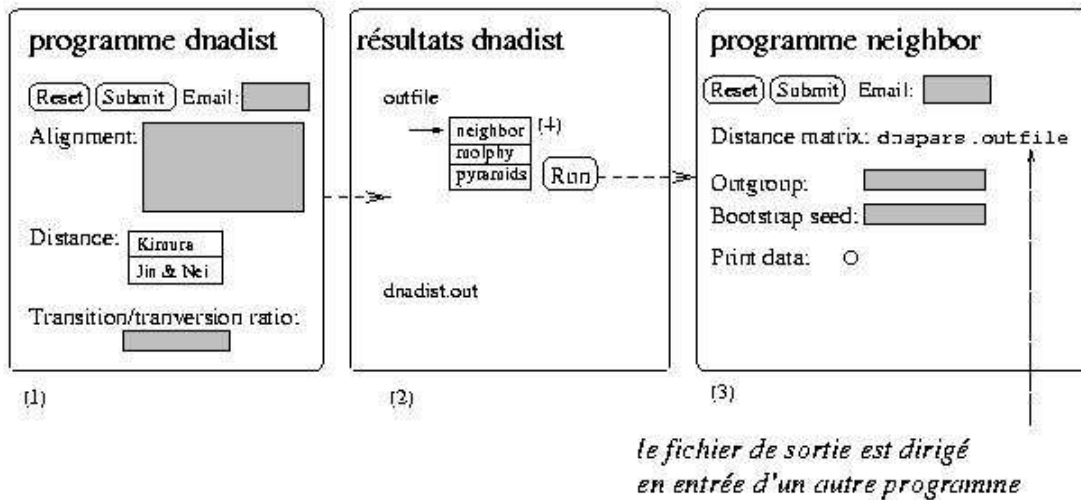 programme dnadist
Reset Submit Email:
Alignment:
Distance:
Kimura
Jin & Nei
Transition/tranversion ratio:
(1)
résultats dnadist
outfile
neighbor (4)
molphy
pyramids Run
dnadist.out
(2)
programme neighbor
Reset Submit Email:
Distance matrix: dnapars.outfile
Outgroup:
Bootstrap seed:
Print data:
(3)
le fichier de sortie est dirigé
en entrée d'un autre programme